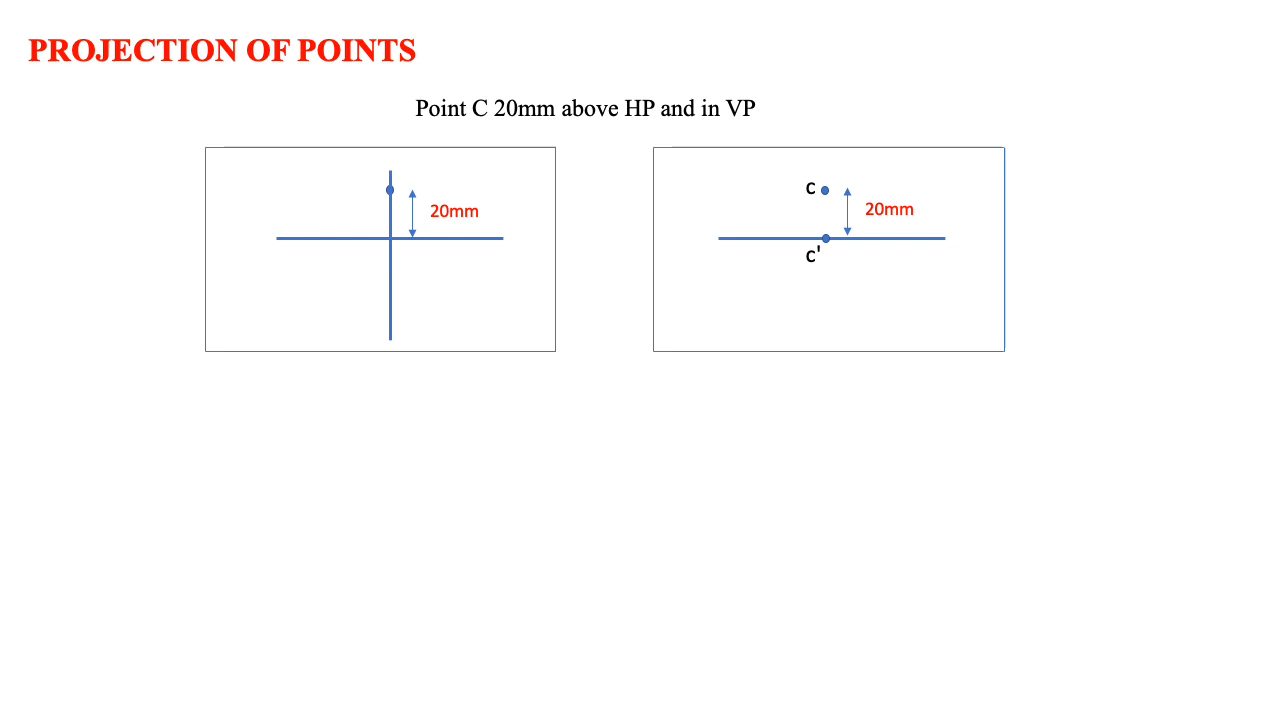 PROJECTION OF POINTS
Point C 20mm above HP and in VP
20mm
c
20mm
c'